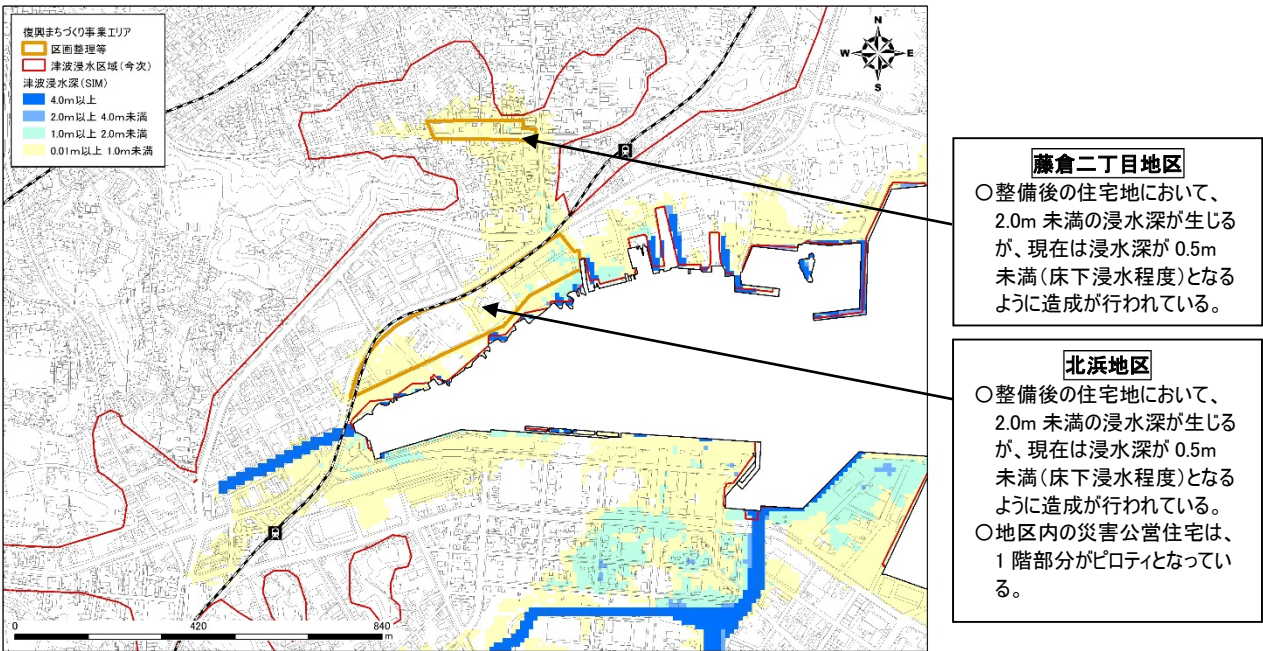 復興まちづくり事業エリア
区画整理等
津波浸水区域(今次)
津波浸水深(SIM)
4.0m以上
2.0m以上 4.0m未満
1.0m以上 2.0m未満
0.01m以上 1.0m未満
N
W E
S
藤倉二丁目地区
○整備後の住宅地において、
2.0m 未満の浸水深が生じる
が、現在は浸水深が 0.5m
未満(床下浸水程度)となる
ように造成が行われている。
北浜地区
○整備後の住宅地において、
2.0m 未満の浸水深が生じる
が、現在は浸水深が 0.5m
未満(床下浸水程度)となる
ように造成が行われている。
○地区内の災害公営住宅は、
1 階部分がピロティとなってい
る。
0 420 840
m